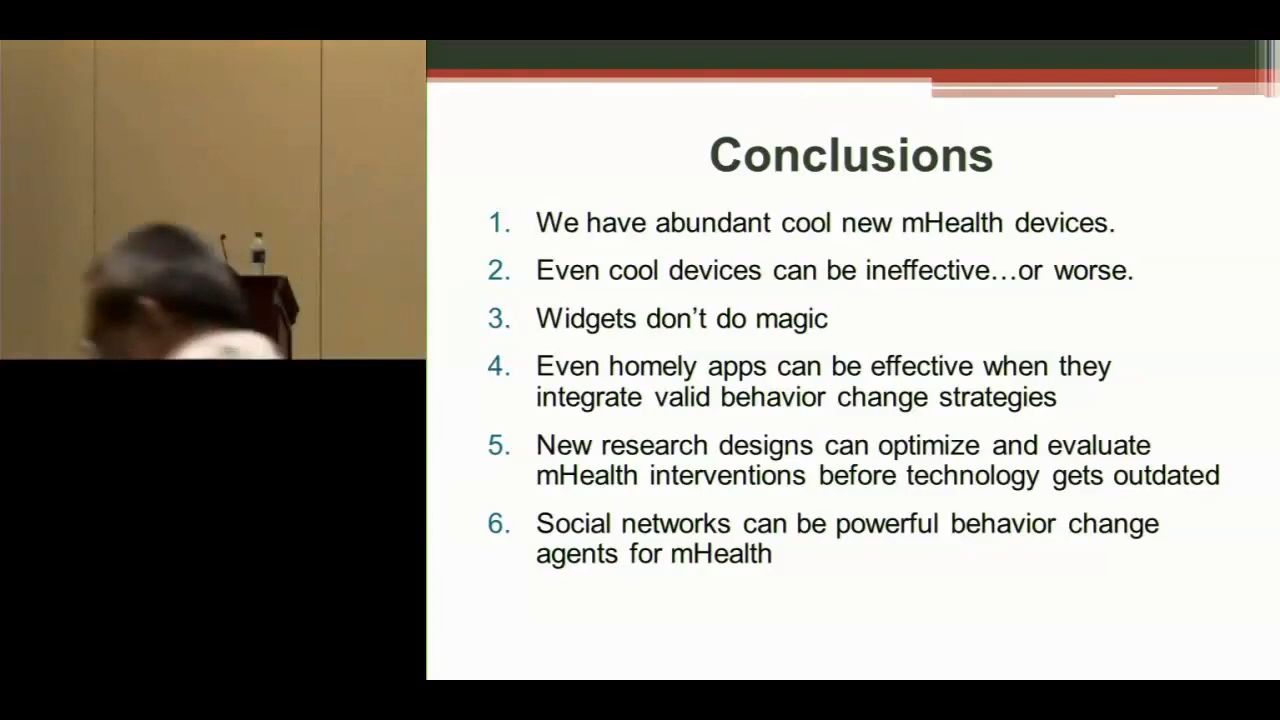 Conclusions
1. We have abundant cool new mHealth devices.
2. Even cool devices can be ineffective…or worse.
3. Widgets don’t do magic
4. Even homely apps can be effective when they
integrate valid behavior change strategies
5. New research designs can optimize and evaluate
mHealth interventions before technology gets outdated
6. Social networks can be powerful behavior change
agents for mHealth